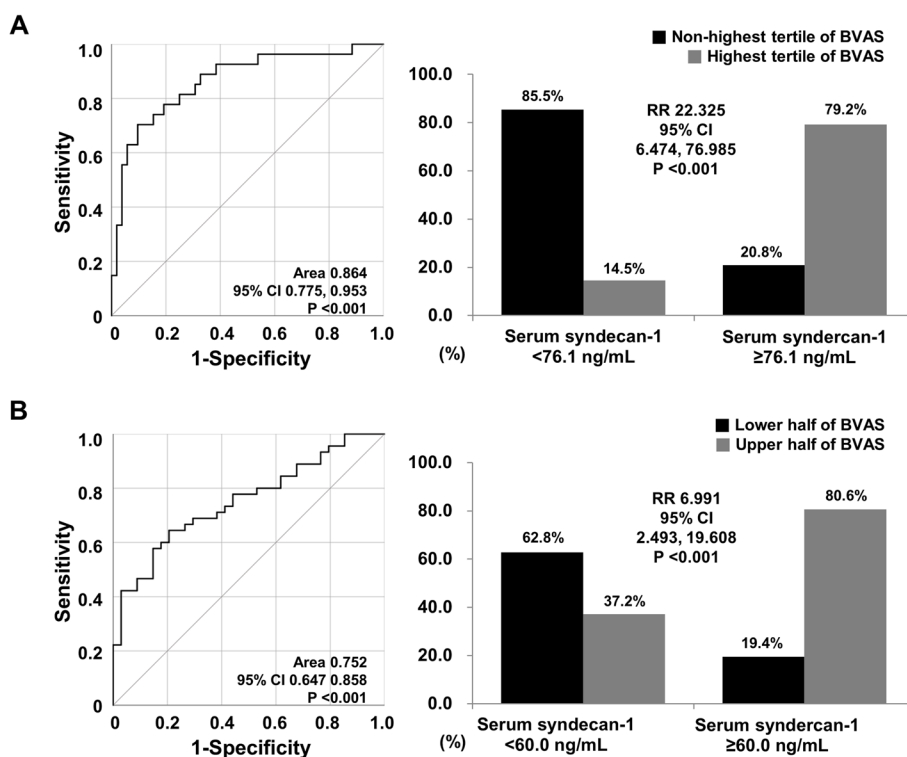 A
1.0
0.8
0.6
0.4
0.2
0
Sensitivity
Area 0.864
95% CI 0.775, 0.953
P <0.001
0 0.2 0.4 0.6 0.8 1.0
1-Specificity
Non-highest tertile of BVAS
Highest tertile of BVAS
100.0
80.0
60.0
40.0
20.0
0.0
(%)
85.5%
14.5%
RR 22.325
95% CI
6.474, 76.985
P <0.001
20.8%
79.2%
Serum syndecan-1
<76.1 ng/mL
Serum syndercan-1
≥76.1 ng/mL
B
1.0
0.8
0.6
0.4
0.2
0
Sensitivity
Area 0.752
95% CI 0.647 0.858
P <0.001
0 0.2 0.4 0.6 0.8 1.0
1-Specificity
Lower half of BVAS
Upper half of BVAS
100.0
80.0
60.0
40.0
20.0
0.0
(%)
62.8%
37.2%
RR 6.991
95% CI
2.493, 19.608
P <0.001
19.4%
80.6%
Serum syndecan-1
<60.0 ng/mL
Serum syndercan-1
≥60.0 ng/mL